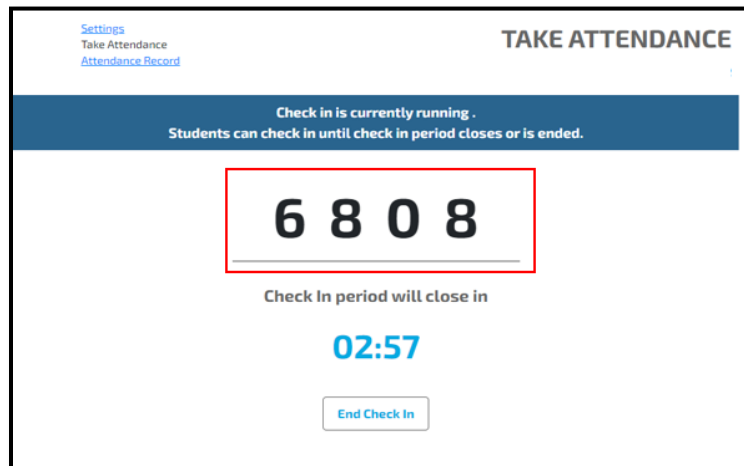 Settings
Take Attendance
Attendance Record
TAKE ATTENDANCE
Check in is currently running .
Students can check in until check in period closes or is ended.
6 8 0 8
Check In period will close in
02:57
End Check In